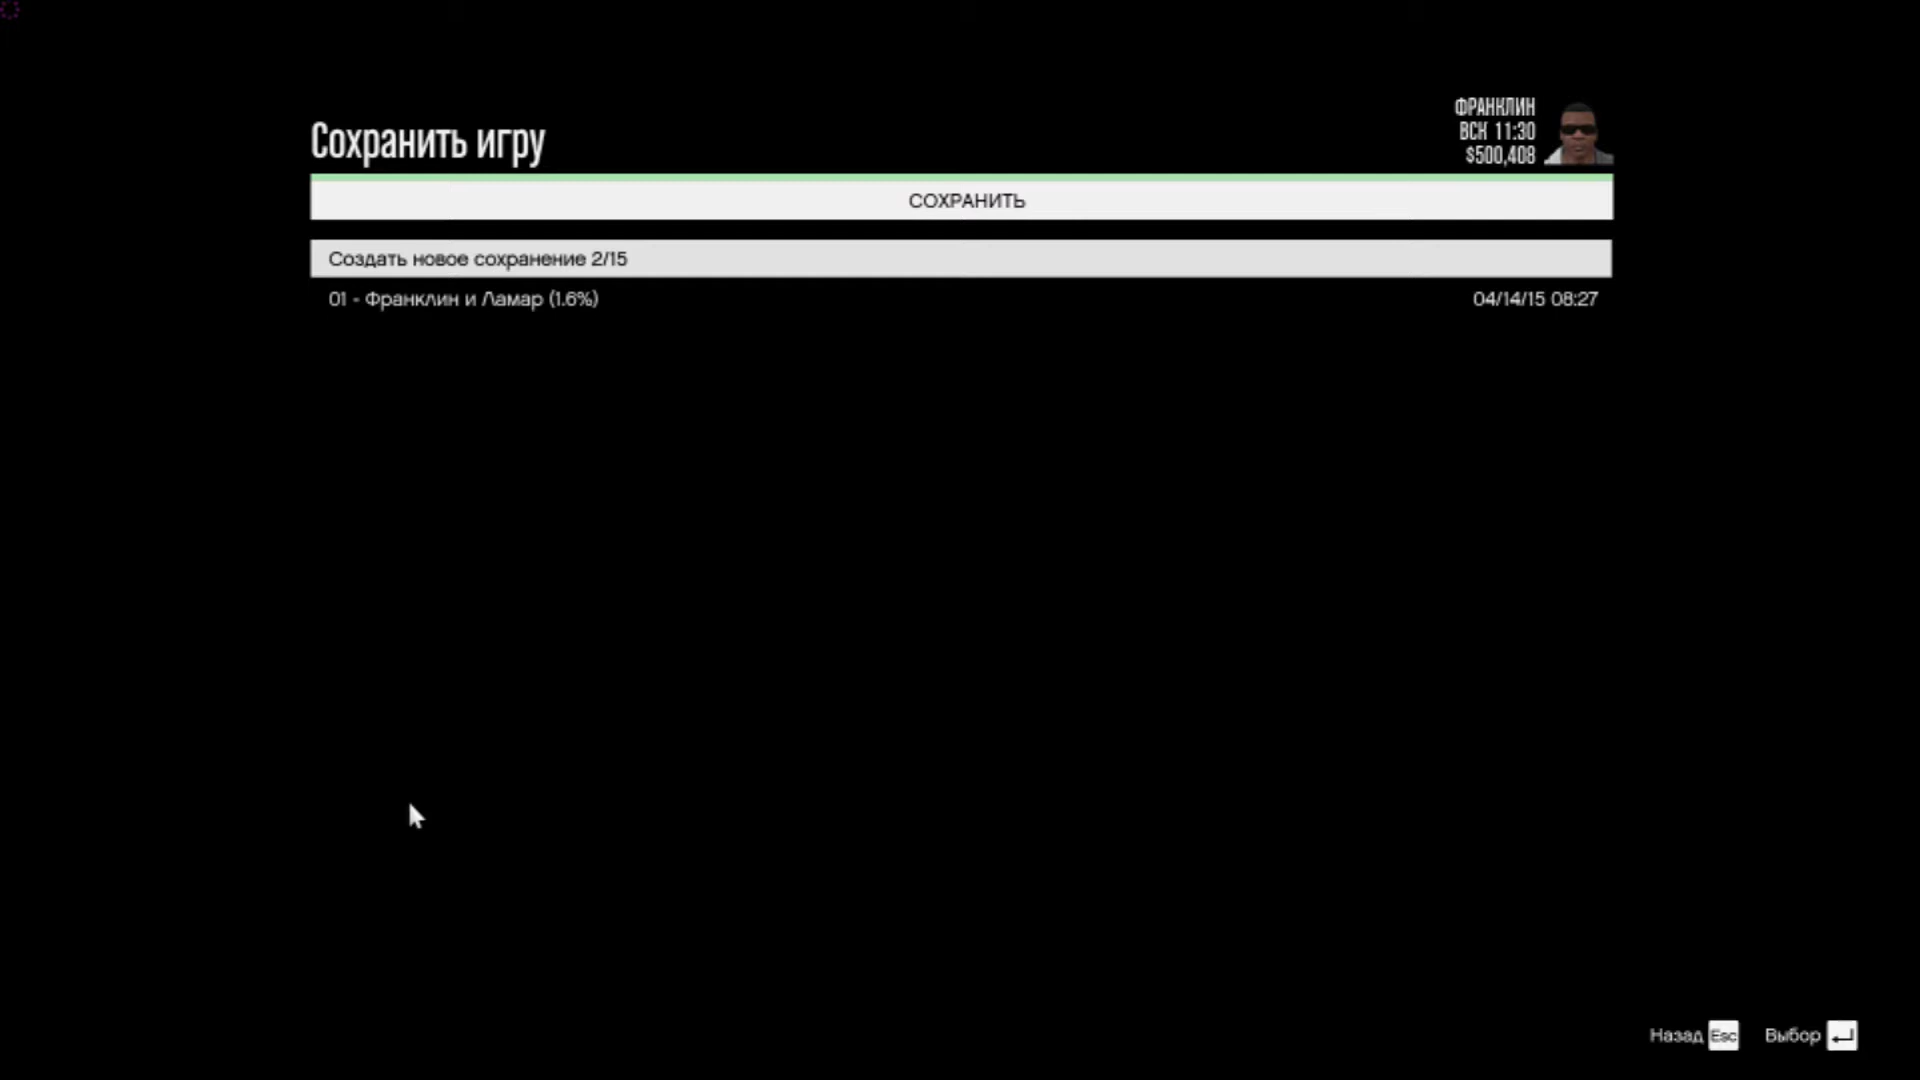 Сохранить игру
ФРАНКЛИН
ВСК 11:30
$500,408
СОХРАНИТЬ
Создать новое сохранение 2/15
01 - Франклин и Ламар (1.6%) 04/14/15 08:27
Назад Esc Выбор